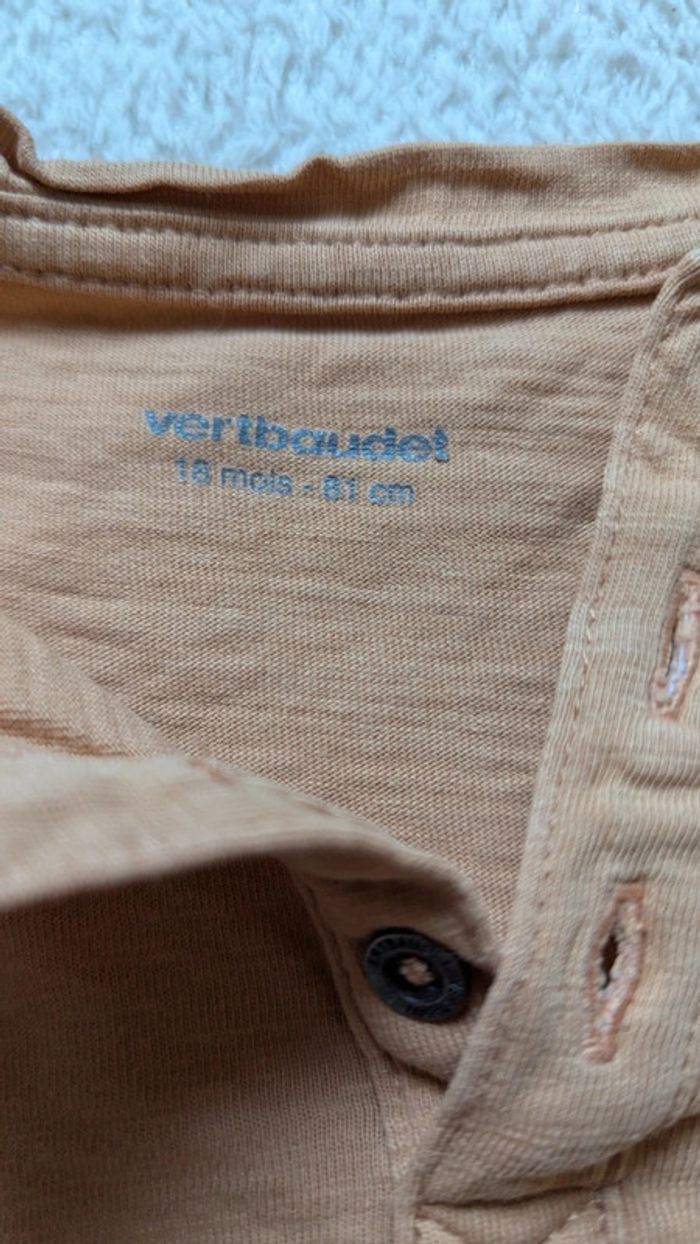 vertbaudet
18 mois - 81 cm